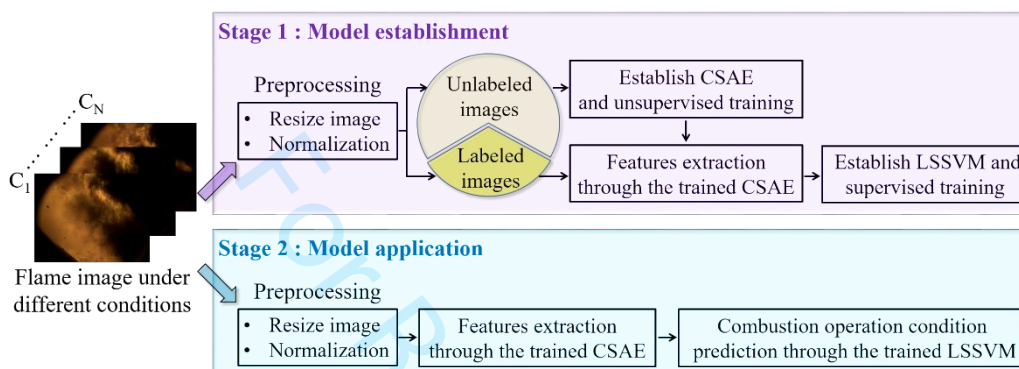 Stage 1 : Model establishment
Preprocessing
• Resize image
• Normalization
Unlabeled
images
Labeled
images
Establish CSAE
and unsupervised training
Features extraction
through the trained CSAE
Establish LSSVM and
supervised training
C_N
C_1
Flame image under
different conditions
Stage 2 : Model application
Preprocessing
• Resize image
• Normalization
Features extraction
through the trained CSAE
Combustion operation condition
prediction through the trained LSSVM
For R